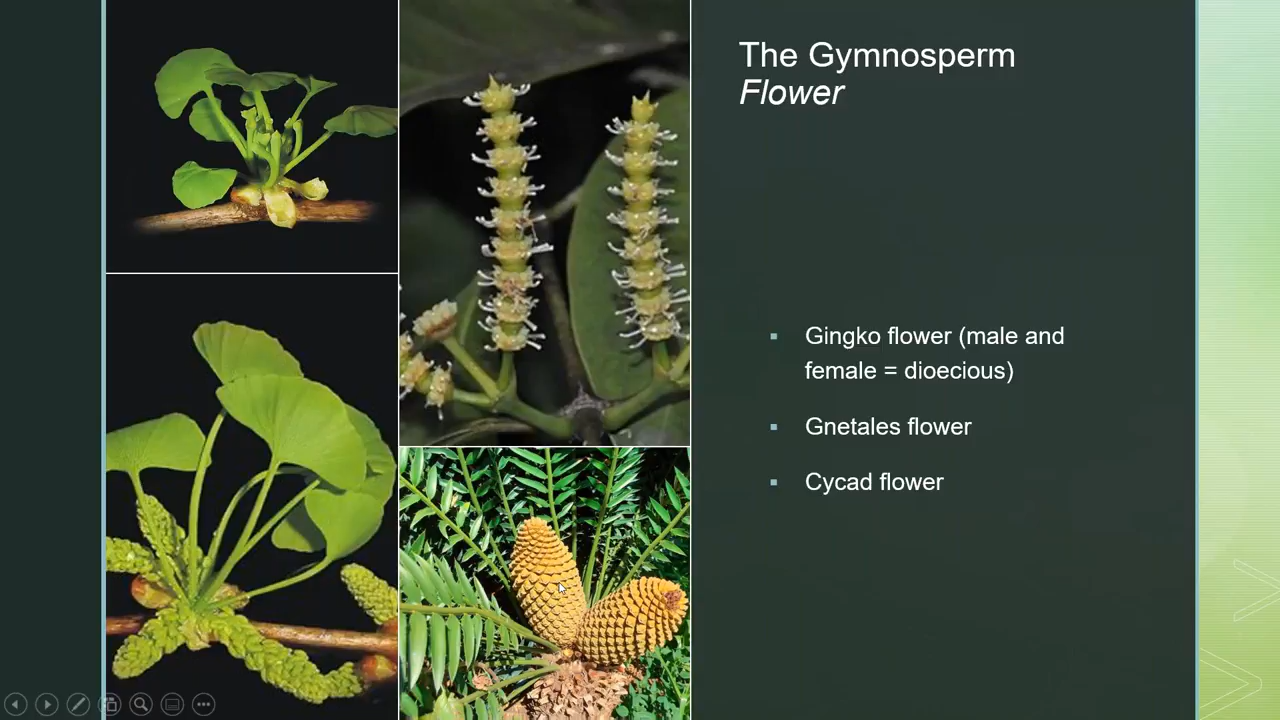 The Gymnosperm
Flower
Gingko flower (male and
female = dioecious)
Gnetales flower
Cycad flower